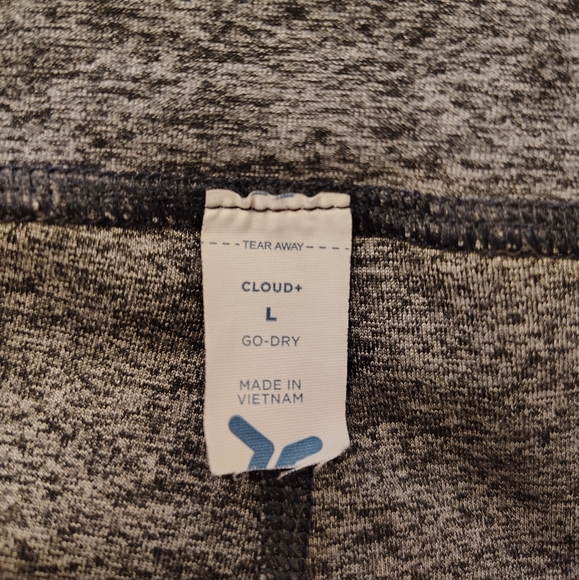 TEAR AWAY
CLOUD+
L
GO-DRY
MADE IN
VIETNAM